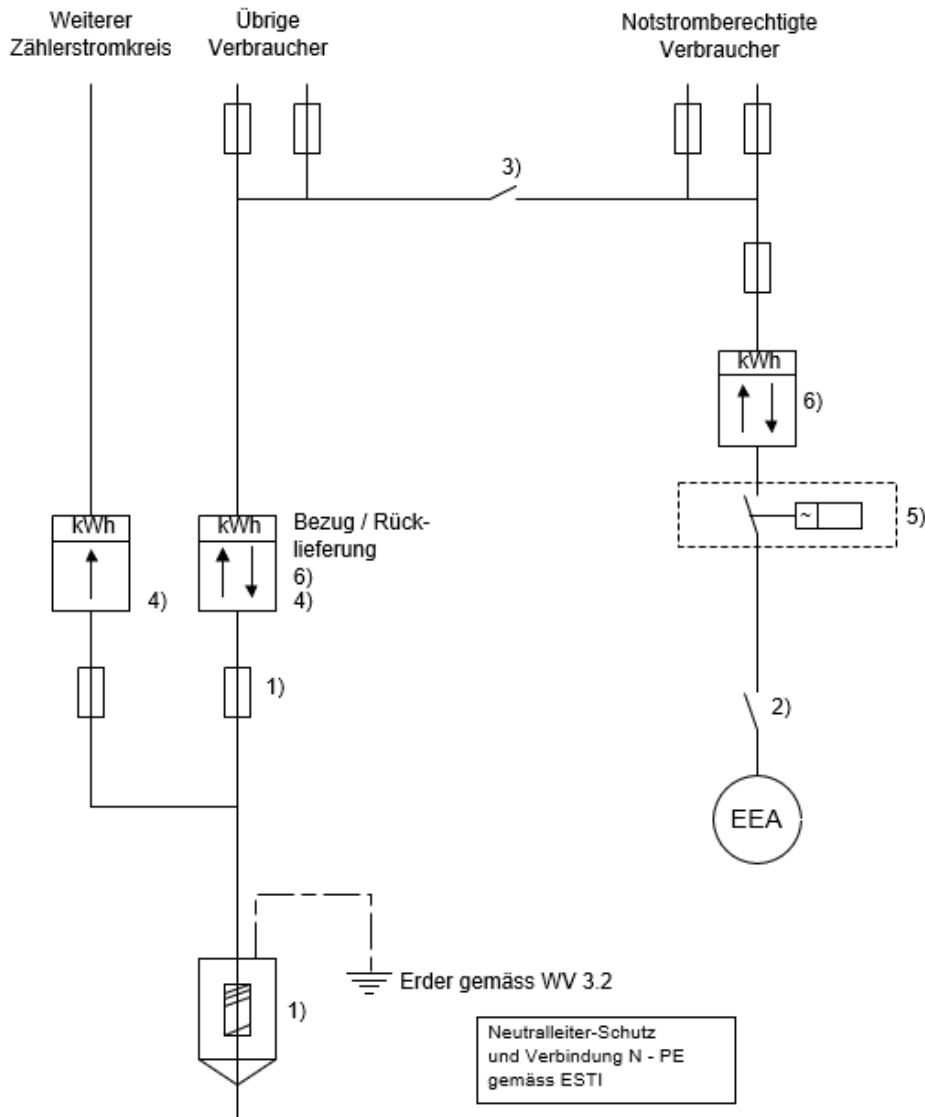 Weiterer
Zählerstromkreis
Übrige
Verbraucher
Notstromberechtigte
Verbraucher
3)
kWh
6)
kWh
4)
kWh
Bezug / Rück-
lieferung
6)
4)
~
5)
1)
2)
EEA
Erder gemäss WV 3.2
1)
Neutralleiter-Schutz
und Verbindung N - PE
gemäss ESTI